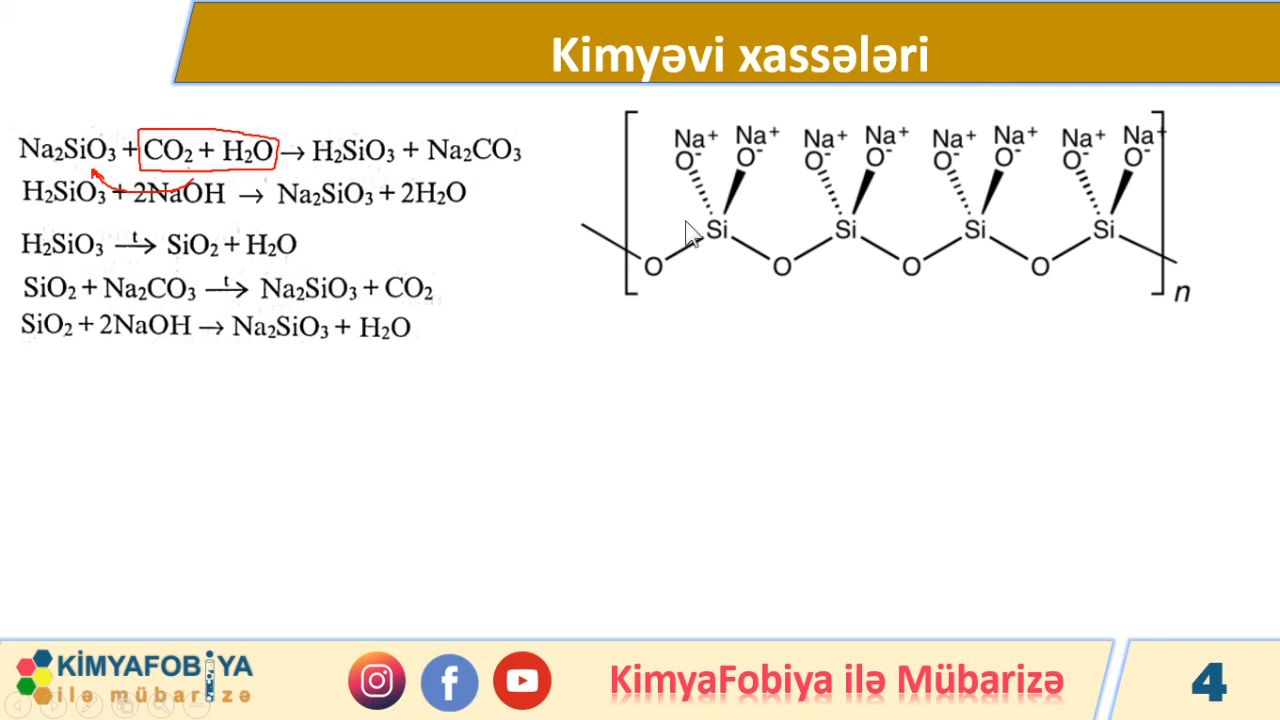 Kimyəvi xassələri
Na₂SiO₃ + CO₂ + H₂O → H₂SiO₃ + Na₂CO₃
H₂SiO₃ + 2NaOH → Na₂SiO₃ + 2H₂O
H₂SiO₃ —t→ SiO₂ + H₂O
SiO₂ + Na₂CO₃ —t→ Na₂SiO₃ + CO₂
SiO₂ + 2NaOH → Na₂SiO₃ + H₂O
Na⁺ Na⁺ Na⁺ Na⁺ Na⁺ Na⁺ Na⁺ Na⁺
O⁻ O⁻ O⁻ O⁻ O⁻ O⁻ O⁻ O⁻
Si Si Si Si
O O O O
n
KİMYAFOBİYA
ilə mübarizə
KimyaFobiya ilə Mübarizə
4